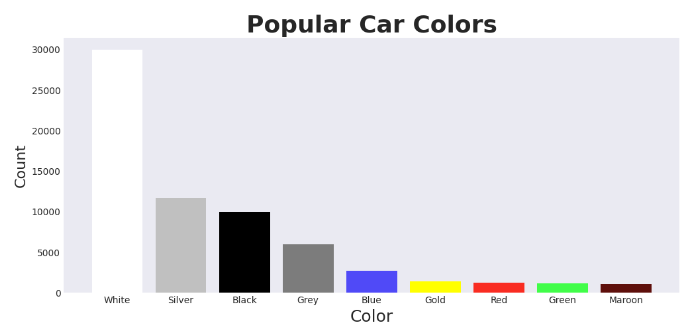 Popular Car Colors
Count
30000
25000
20000
15000
10000
5000
0
White Silver Black Grey Blue Gold Red Green Maroon
Color